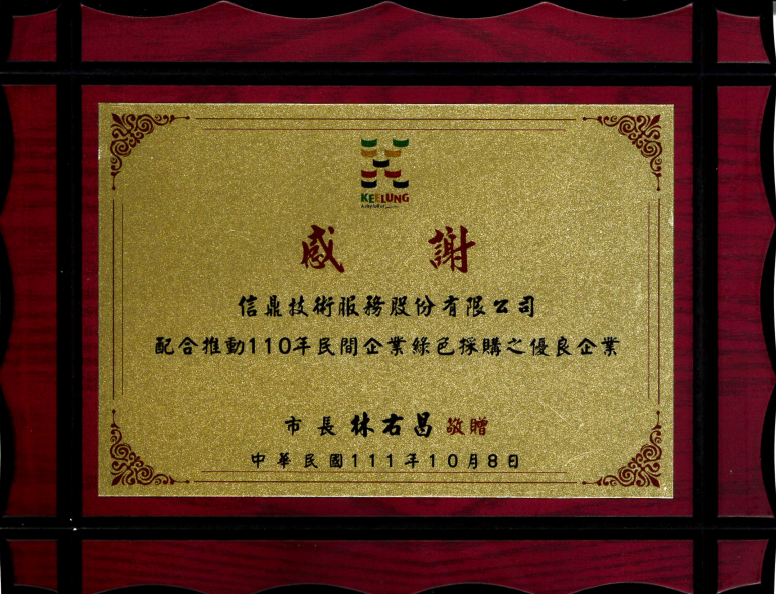 KEELUNG
感 謝
信鼎技術服務股份有限公司
配合推動110年民間企業綠色採購之優良企業
市長 林右昌 敬贈
中華民國111年10月8日